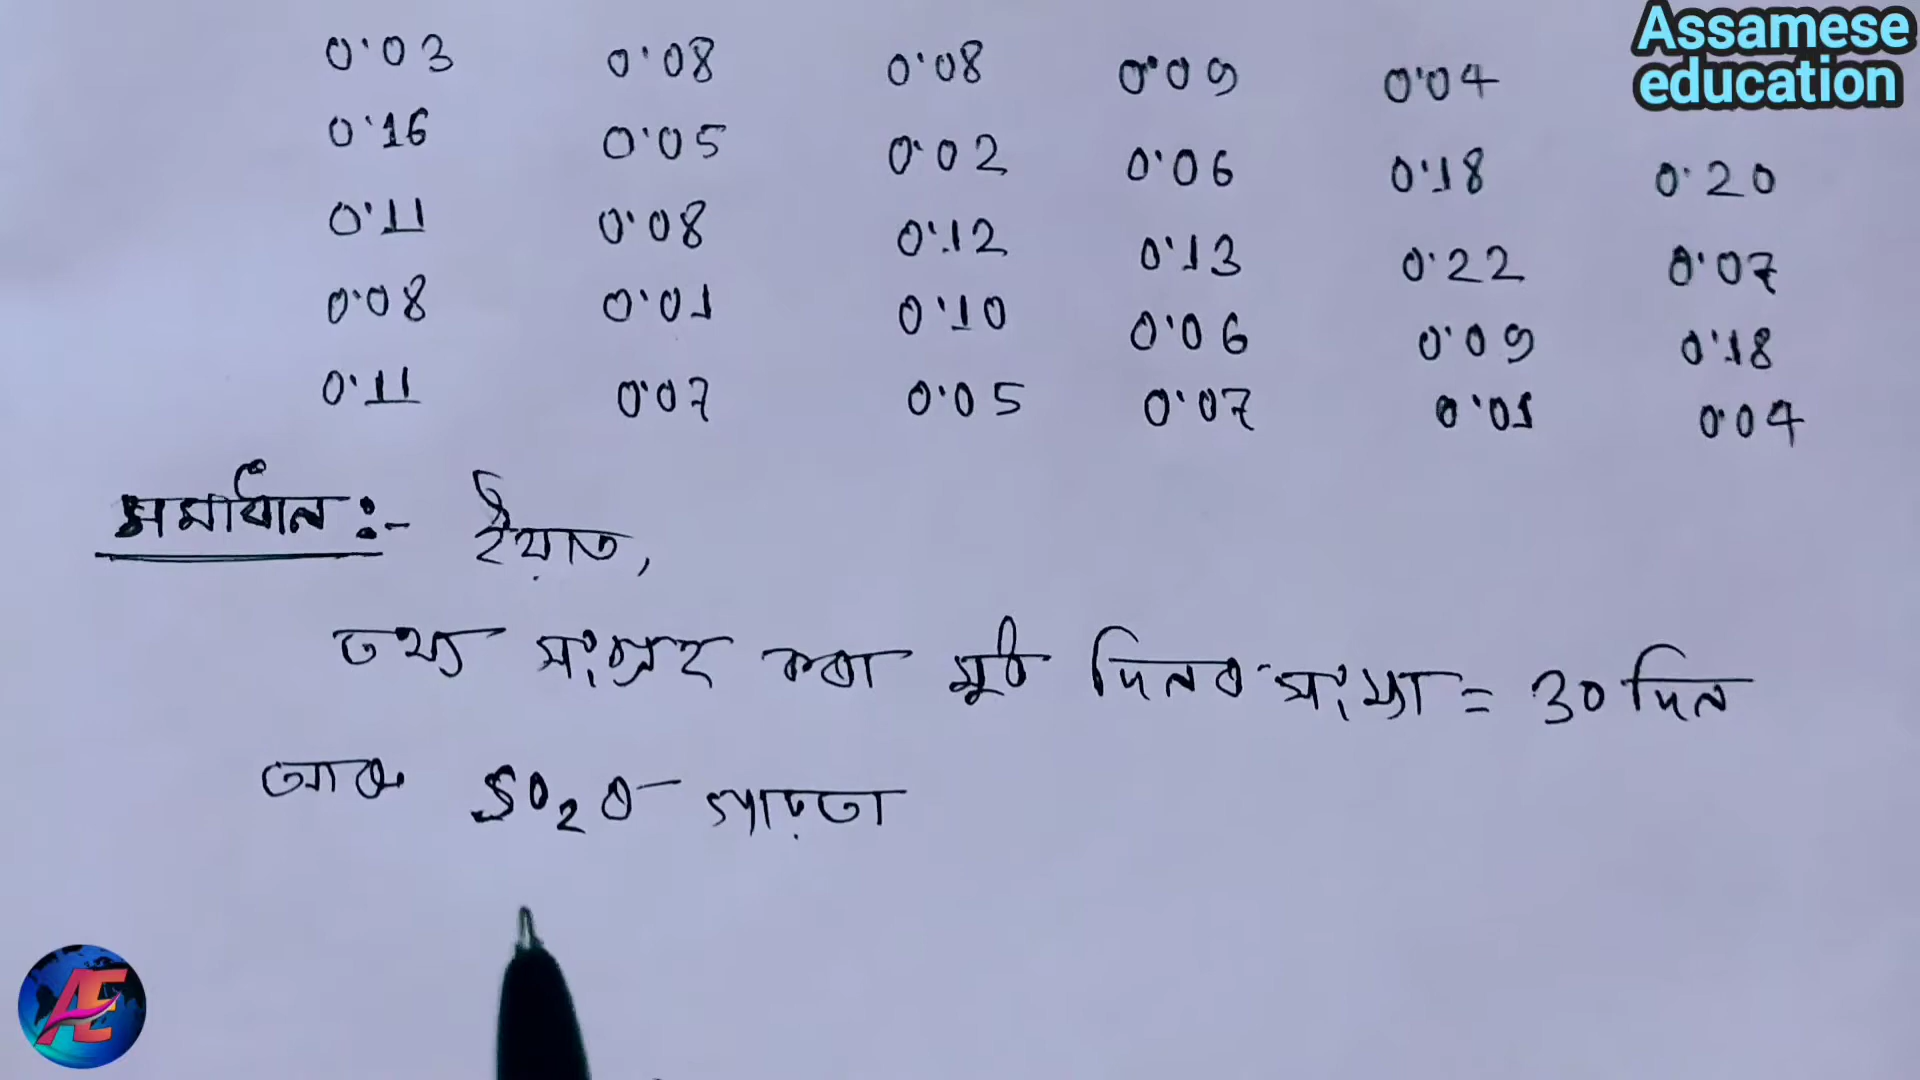 Assamese education
0.03 0.08 0.08 0.09 0.04
0.16 0.05 0.02 0.06 0.18 0.20
0.11 0.08 0.12 0.13 0.22 0.07
0.08 0.01 0.10 0.06 0.09 0.18
0.11 0.07 0.05 0.07 0.01 0.04
সমাধান :- ইয়াত,
তথ্য সংগ্ৰহ কৰা মুঠ দিনৰ সংখ্যা = 30 দিন
আৰু SO₂ ৰ গাঢ়তা
AE